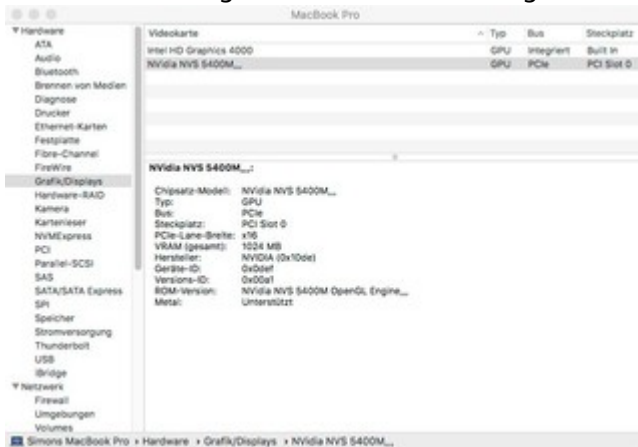 MacBook Pro
Hardware
ATA
Audio
Bluetooth
Brennen von Medien
Diagnose
Drucker
Ethernet-Karten
Festplatte
Fibre-Channel
FireWire
Grafik/Displays
Hardware-RAID
Kamera
Kartenleser
NVMExpress
PCI
Parallel-SCSI
SAS
SATA/SATA Express
SPI
Speicher
Stromversorgung
Thunderbolt
USB
iBridge
Netzwerk
Firewall
Umgebungen
Volumes
Videokarte Typ Bus Steckplatz
Intel HD Graphics 4000 GPU Integriert Built In
NVidia NVS 5400M,,, GPU PCIe PCI Slot 0
NVidia NVS 5400M,,,:
Chipsatz-Modell: NVidia NVS 5400M,,,
Typ: GPU
Bus: PCIe
Steckplatz: PCI Slot 0
PCIe-Lane-Breite: x16
VRAM (gesamt): 1024 MB
Hersteller: NVIDIA (0x10de)
Geräte-ID: 0x0def
Versions-ID: 0x00a1
ROM-Version: NVidia NVS 5400M OpenGL Engine,,,
Metal: Unterstützt
Simons MacBook Pro › Hardware › Grafik/Displays › NVidia NVS 5400M,,,